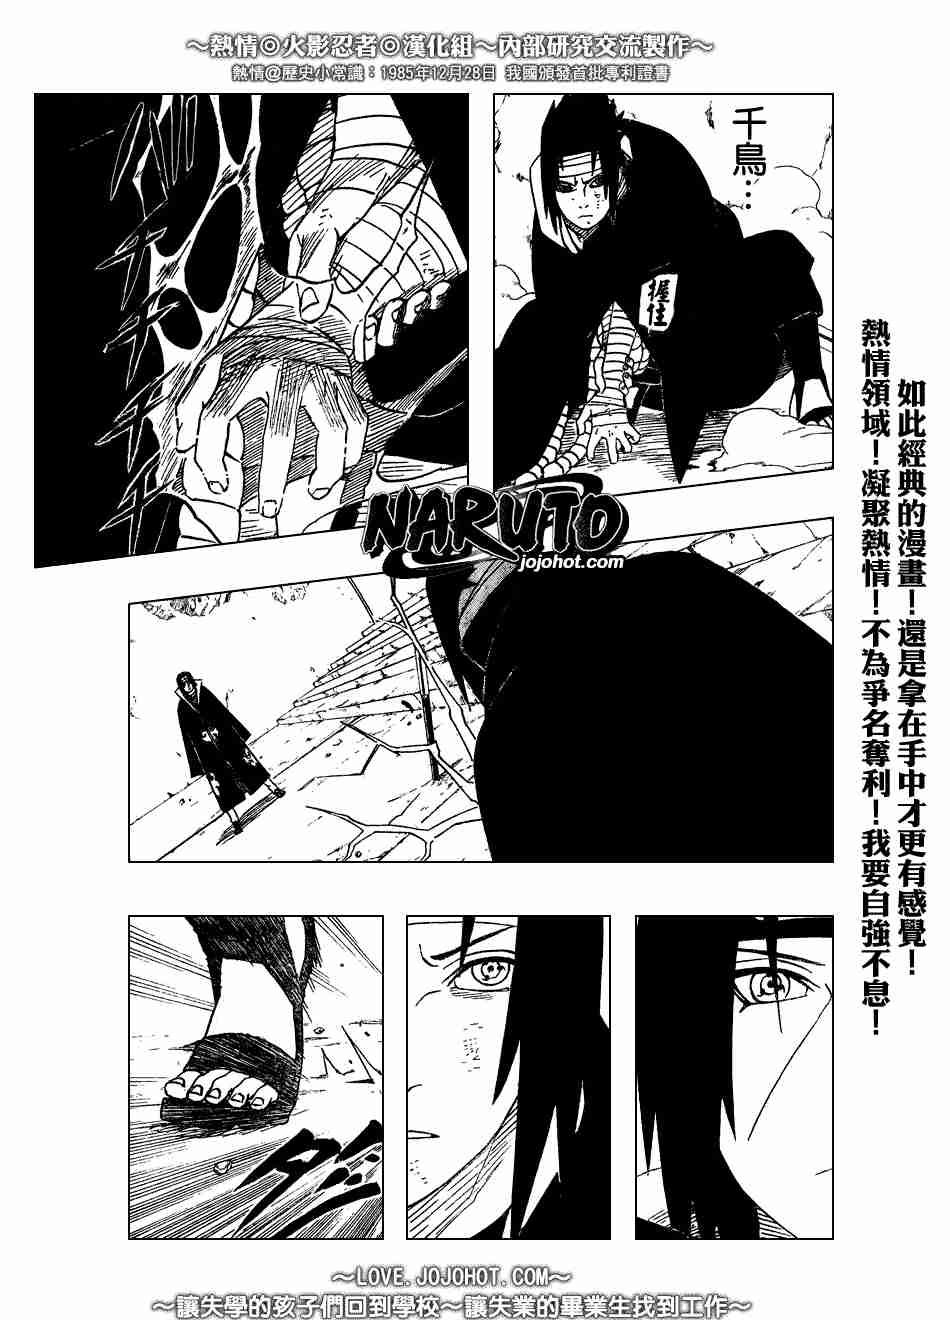 ～熱情◎火影忍者◎漢化組～內部研究交流製作～
熱情@歷史小常識：1985年12月28日 我國頒發首批專利證書
千鳥…
握住
NARUTO
jojohot.com
如此經典的漫畫！還是拿在手中才更有感覺！
熱情領域！凝聚熱情！不為爭名奪利！我要自強不息！
ダッ
～LOVE.JOJOHOT.COM～
～讓失學的孩子們回到學校～讓失業的畢業生找到工作～